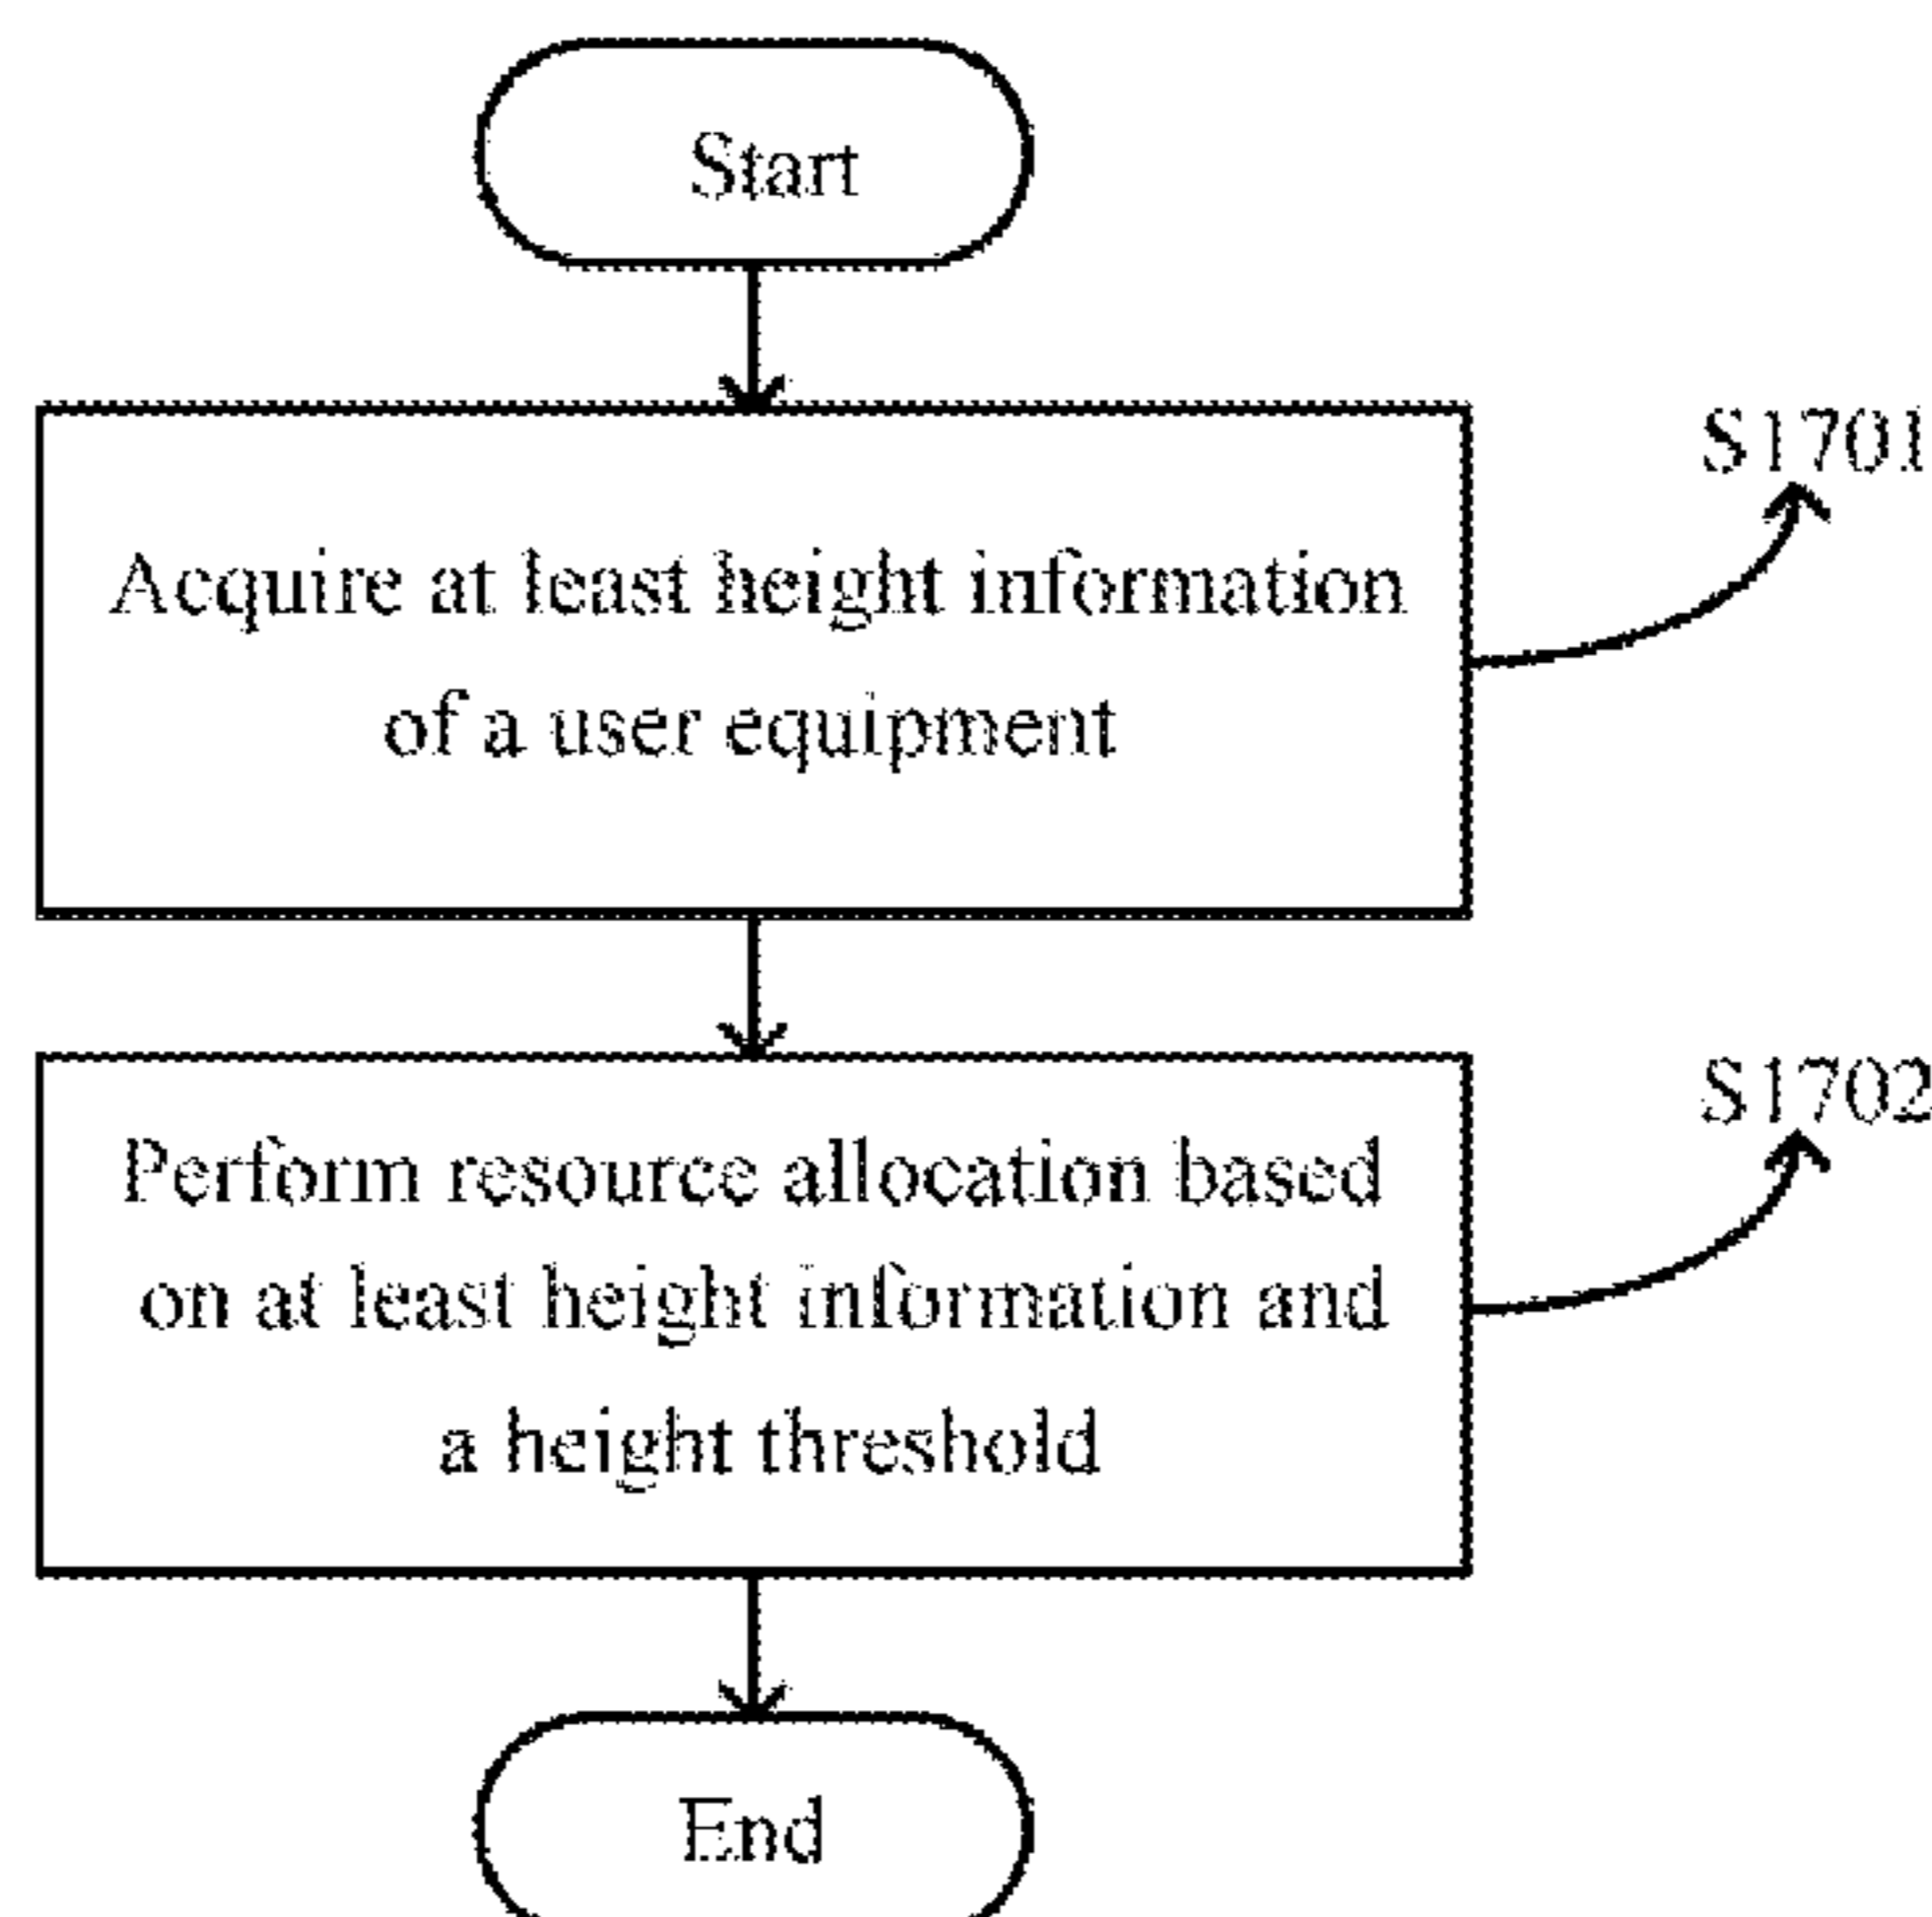 Start
S1701
Acquire at least height information
of a user equipment
S1702
Perform resource allocation based
on at least height information and
a height threshold
End